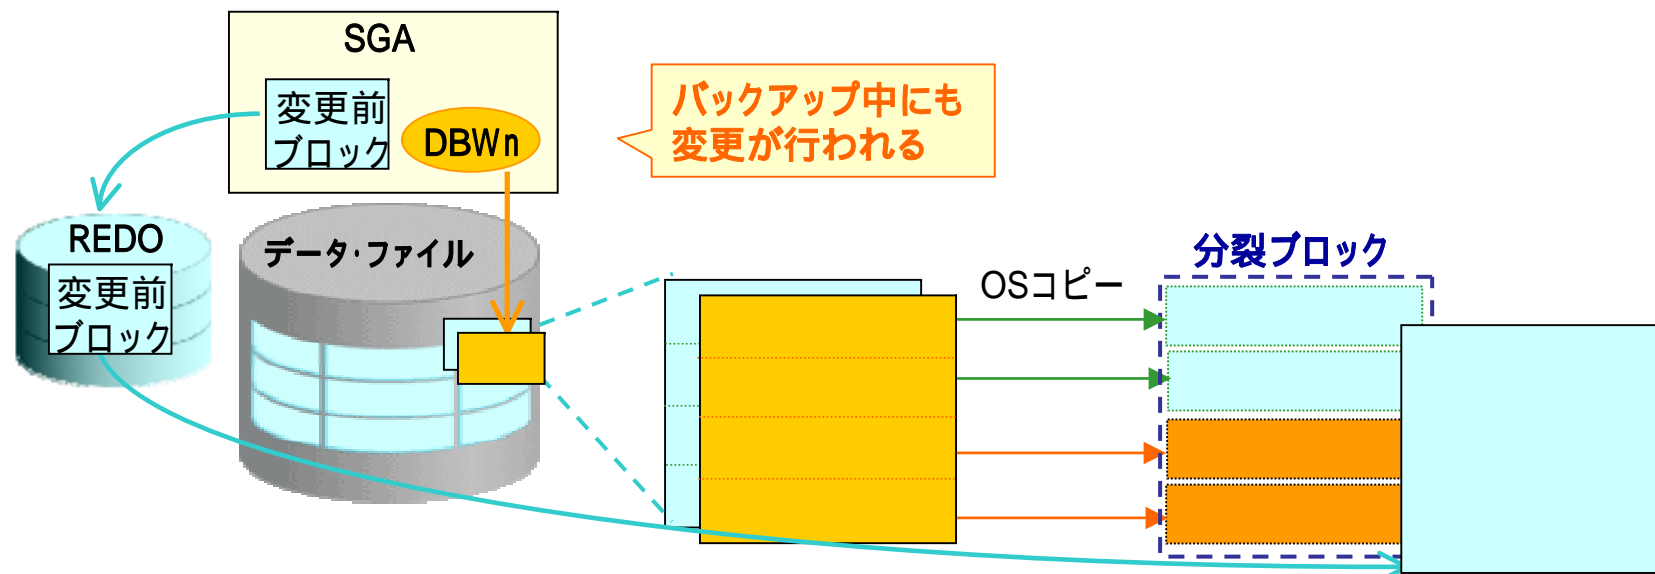 SGA
変更前
ブロック
DBWn
バックアップ中にも
変更が行われる
REDO
変更前
ブロック
データ・ファイル
OSコピー
分裂ブロック